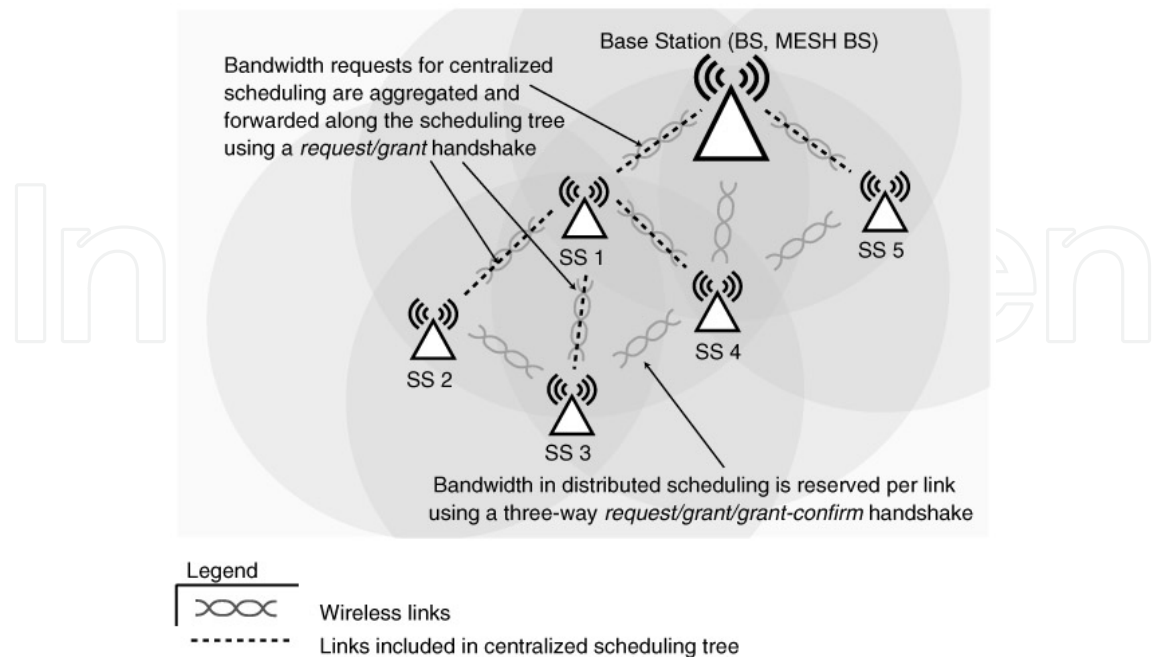 Base Station (BS, MESH BS)
Bandwidth requests for centralized
scheduling are aggregated and
forwarded along the scheduling tree
using a request/grant handshake
SS 1
SS 5
SS 2
SS 4
SS 3
Bandwidth in distributed scheduling is reserved per link
using a three-way request/grant/grant-confirm handshake
Legend
Wireless links
Links included in centralized scheduling tree
In
en